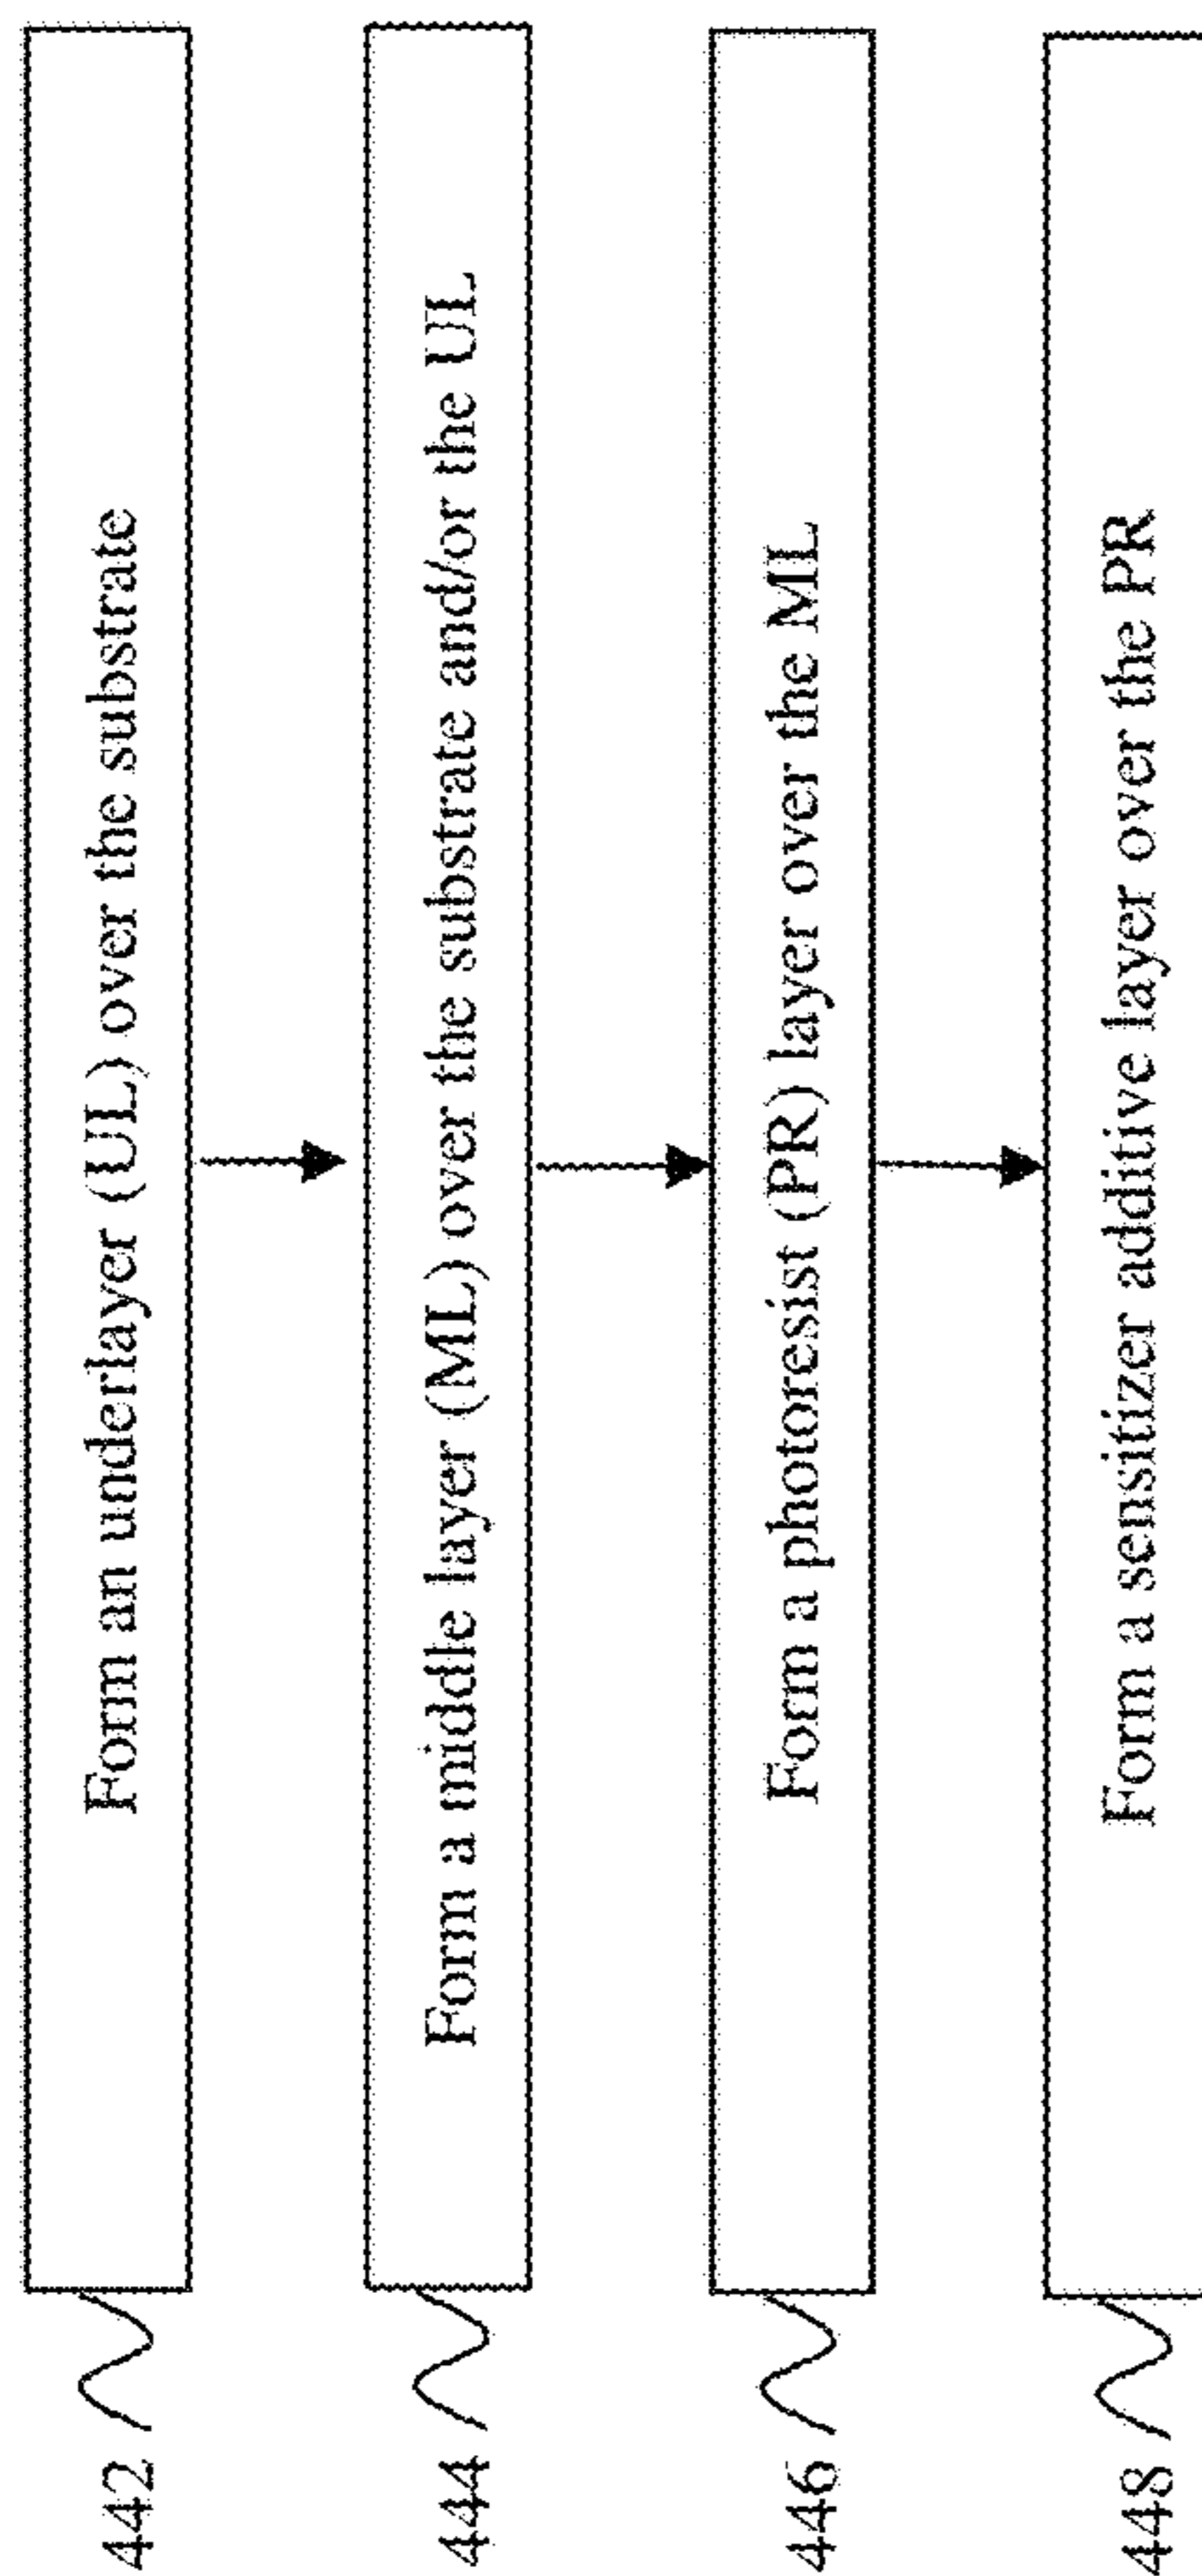 442
Form an underlayer (UL) over the substrate
444
Form a middle layer (ML) over the substrate and/or the UL
446
Form a photoresist (PR) layer over the ML
448
Form a sensitizer additive layer over the PR